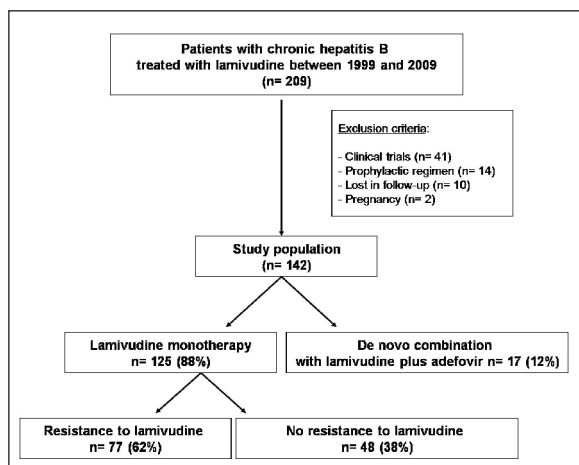 Patients with chronic hepatitis B
treated with lamivudine between 1999 and 2009
(n= 209)
Exclusion criteria:
- Clinical trials (n= 41)
- Prophylactic regimen (n= 14)
- Lost in follow-up (n= 10)
- Pregnancy (n= 2)
Study population
(n= 142)
Lamivudine monotherapy
n= 125 (88%)
De novo combination
with lamivudine plus adefovir n= 17 (12%)
Resistance to lamivudine
n= 77 (62%)
No resistance to lamivudine
n= 48 (38%)